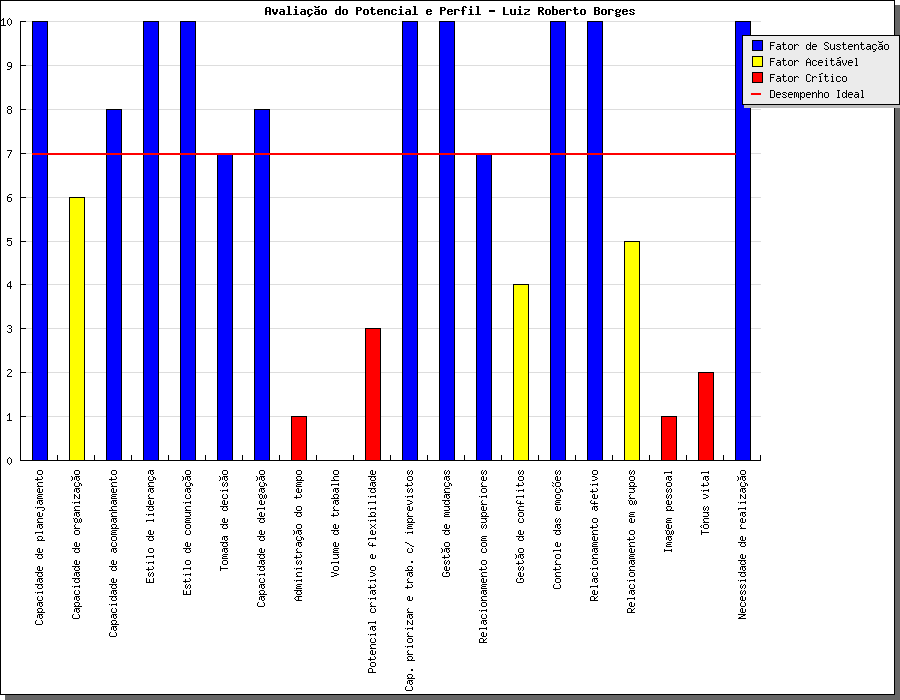 Avaliação do Potencial e Perfil - Luiz Roberto Borges
10
9
8
7
6
5
4
3
2
1
0
Fator de Sustentação
Fator Aceitável
Fator Crítico
Desempenho Ideal
Capacidade de planejamento
Capacidade de organização
Capacidade de acompanhamento
Estilo de liderança
Estilo de comunicação
Tomada de decisão
Capacidade de delegação
Administração do tempo
Volume de trabalho
Potencial criativo e flexibilidade
Cap. priorizar e trab. c/ imprevistos
Gestão de mudanças
Relacionamento com superiores
Gestão de conflitos
Controle das emoções
Relacionamento afetivo
Relacionamento em grupos
Imagem pessoal
Tônus vital
Necessidade de realização